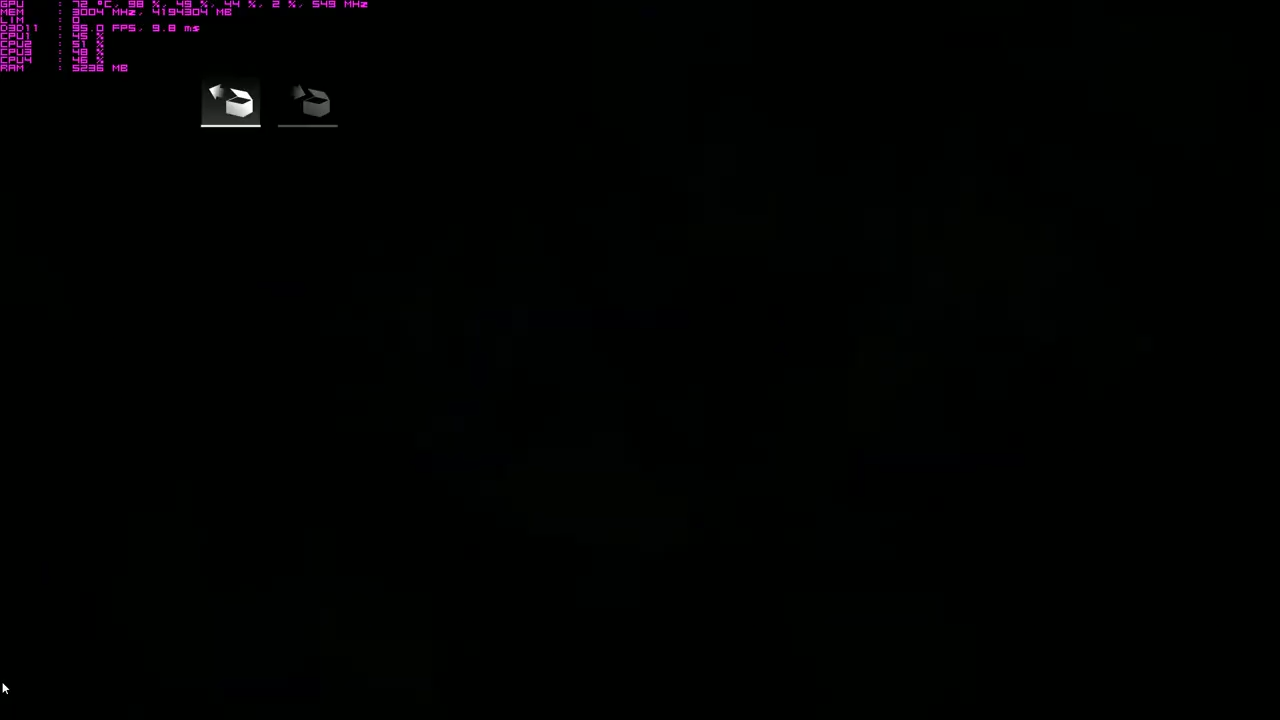 GPU : 72 °C, 98 %, 49 %, 44 %, 2 %, 549 MHz
MEM : 3004 MHz, 4194304 MB
LIM : 0
D3D11 : 95.0 FPS, 9.8 ms
CPU1 : 45 %
CPU2 : 51 %
CPU3 : 48 %
CPU4 : 46 %
RAM : 5236 MB